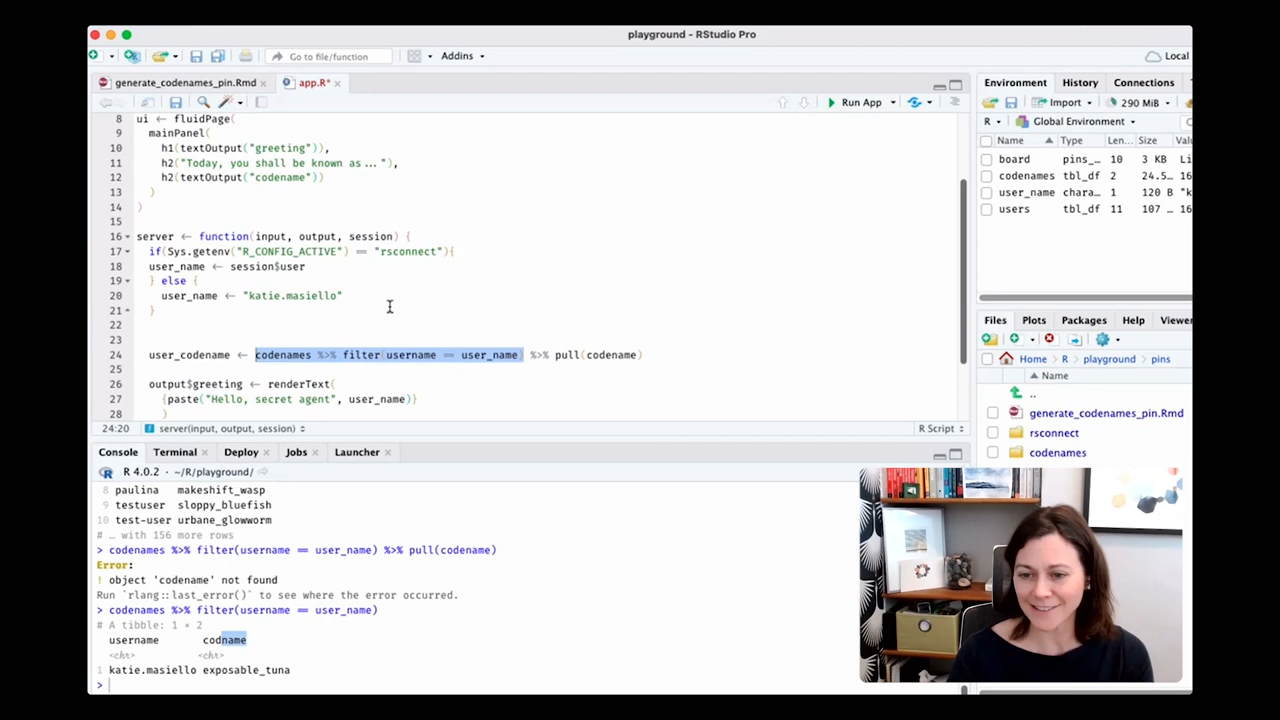 playground - RStudio Pro
Go to file/function Addins Local
generate_codenames_pin.Rmd app.R*
Run App
8 ui ← fluidPage(
9 mainPanel(
10 h1(textOutput("greeting")),
11 h2("Today, you shall be known as..."),
12 h2(textOutput("codename"))
13 )
14 )
15
16 server ← function(input, output, session) {
17 if(Sys.getenv("R_CONFIG_ACTIVE") == "rsconnect"){
18 user_name ← session$user
19 } else {
20 user_name ← "katie.masiello"
21 }
22
23
24 user_codename ← codenames %>% filter(username == user_name) %>% pull(codename)
25
26 output$greeting ← renderText(
27 {paste("Hello, secret agent", user_name)}
28 )
24:20 server(input, output, session) R Script
Console Terminal Deploy Jobs Launcher
R 4.0.2 · ~/R/playground/
8 paulina makeshift_wasp
9 testuser sloppy_bluefish
10 test-user urbane_glowworm
# … with 156 more rows
> codenames %>% filter(username == user_name) %>% pull(codename)
Error:
! object 'codename' not found
Run `rlang::last_error()` to see where the error occurred.
> codenames %>% filter(username == user_name)
# A tibble: 1 × 2
username codname
<chr> <chr>
1 katie.masiello exposable_tuna
>
Environment History Connections
Import 290 MiB
R Global Environment
Name Type Len… Size Val
board pins_… 10 3 KB Li
codenames tbl_df 2 24.5… 16
user_name chara… 1 120 B "k
users tbl_df 11 107 … 16
Files Plots Packages Help Viewer
Home R playground pins
Name
..
generate_codenames_pin.Rmd
rsconnect
codenames